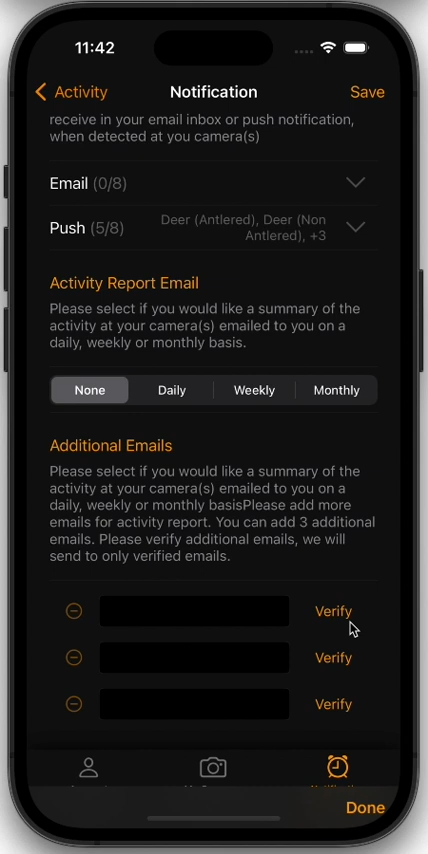 11:42
Activity
Notification
Save
receive in your email inbox or push notification,
when detected at you camera(s)
Email (0/8)
Push (5/8)
Deer (Antlered), Deer (Non
Antlered), +3
Activity Report Email
Please select if you would like a summary of the
activity at your camera(s) emailed to you on a
daily, weekly or monthly basis.
None
Daily
Weekly
Monthly
Additional Emails
Please select if you would like a summary of the
activity at your camera(s) emailed to you on a
daily, weekly or monthly basisPlease add more
emails for activity report. You can add 3 additional
emails. Please verify additional emails, we will
send to only verified emails.
Verify
Verify
Verify
Done